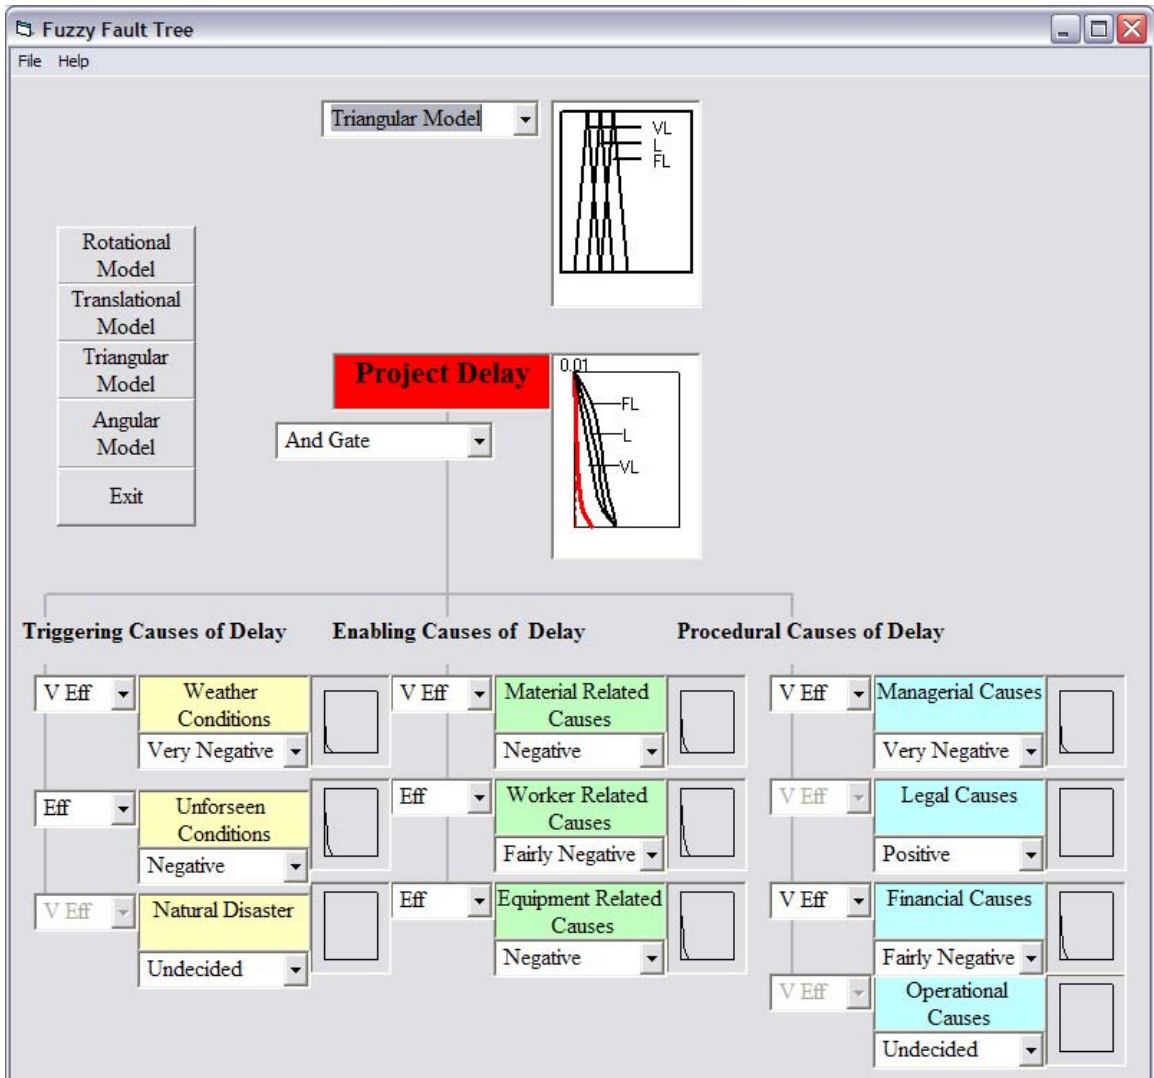 Fuzzy Fault Tree
File Help
Triangular Model
VL
L
FL
Rotational
Model
Translational
Model
Triangular
Model
Angular
Model
Exit
Project Delay
0.01
FL
L
VL
And Gate
Triggering Causes of Delay
Enabling Causes of Delay
Procedural Causes of Delay
V Eff
Weather
Conditions
Very Negative
Eff
Unforseen
Conditions
Negative
V Eff
Natural Disaster
Undecided
V Eff
Material Related
Causes
Negative
Eff
Worker Related
Causes
Fairly Negative
Eff
Equipment Related
Causes
Negative
V Eff
Managerial Causes
Very Negative
V Eff
Legal Causes
Positive
V Eff
Financial Causes
Fairly Negative
V Eff
Operational
Causes
Undecided